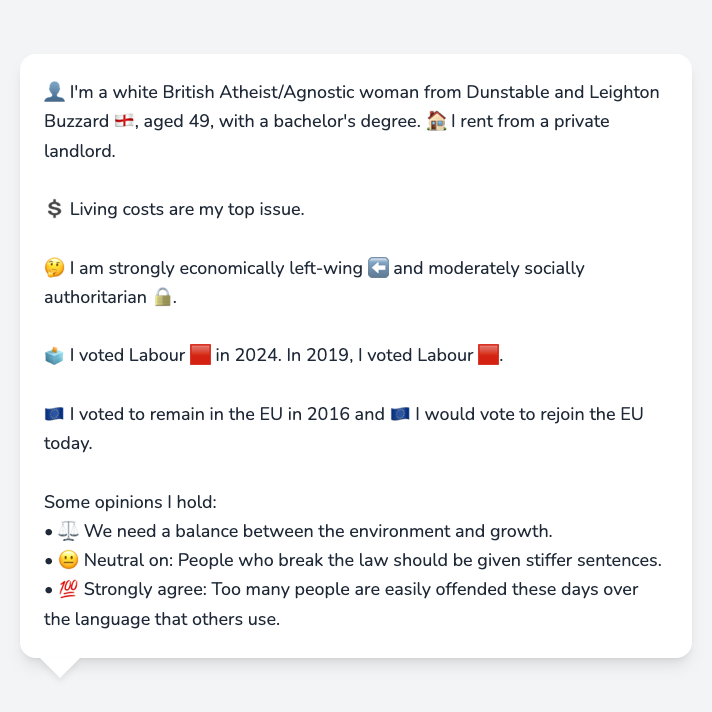 👤 I'm a white British Atheist/Agnostic woman from Dunstable and Leighton
Buzzard 🏴󠁧󠁢󠁥󠁮󠁧󠁿, aged 49, with a bachelor's degree. 🏠 I rent from a private
landlord.
💲 Living costs are my top issue.
🤔 I am strongly economically left-wing ⬅️ and moderately socially
authoritarian 🔒.
🗳️ I voted Labour 🟥 in 2024. In 2019, I voted Labour 🟥.
🇪🇺 I voted to remain in the EU in 2016 and 🇪🇺 I would vote to rejoin the EU
today.
Some opinions I hold:
• ⚖️ We need a balance between the environment and growth.
• 😐 Neutral on: People who break the law should be given stiffer sentences.
• 💯 Strongly agree: Too many people are easily offended these days over
the language that others use.